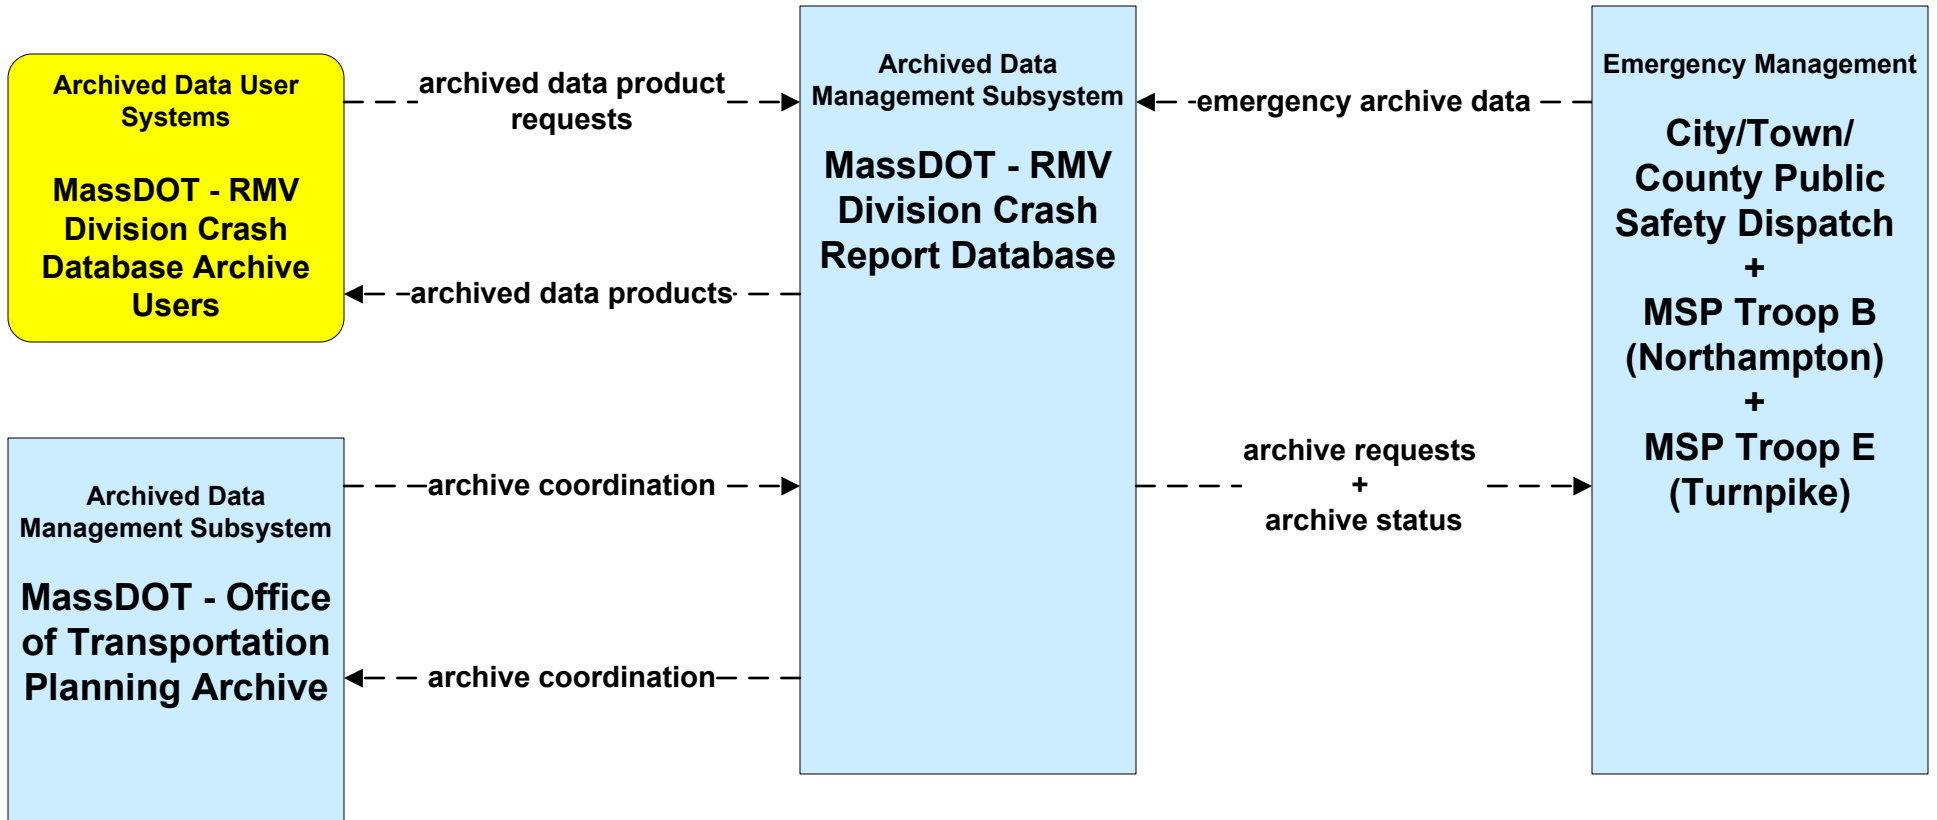 Archived Data User
Systems
MassDOT - RMV
Division Crash
Database Archive
Users
archived data product
requests
archived data products
Archived Data
Management Subsystem
MassDOT - Office
of Transportation
Planning Archive
archive coordination
archive coordination
Archived Data
Management Subsystem
MassDOT - RMV
Division Crash
Report Database
emergency archive data
archive requests
+
archive status
Emergency Management
City/Town/
County Public
Safety Dispatch
+
MSP Troop B
(Northampton)
+
MSP Troop E
(Turnpike)